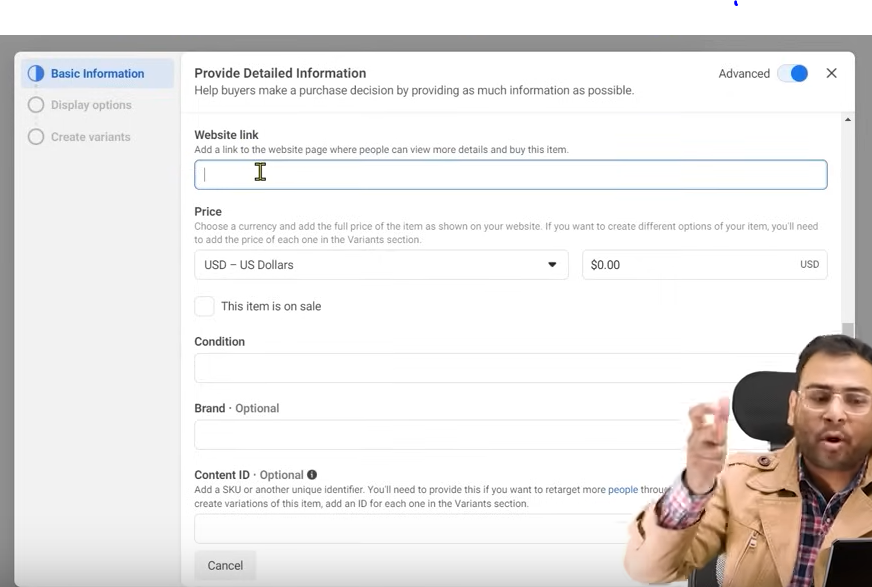 Basic Information
Display options
Create variants
Provide Detailed Information
Help buyers make a purchase decision by providing as much information as possible.
Advanced
Website link
Add a link to the website page where people can view more details and buy this item.
Price
Choose a currency and add the full price of the item as shown on your website. If you want to create different options of your item, you'll need
to add the price of each one in the Variants section.
USD – US Dollars
$0.00
USD
This item is on sale
Condition
Brand · Optional
Content ID · Optional
Add a SKU or another unique identifier. You'll need to provide this if you want to retarget more people
create variations of this item, add an ID for each one in the Variants section.
Cancel